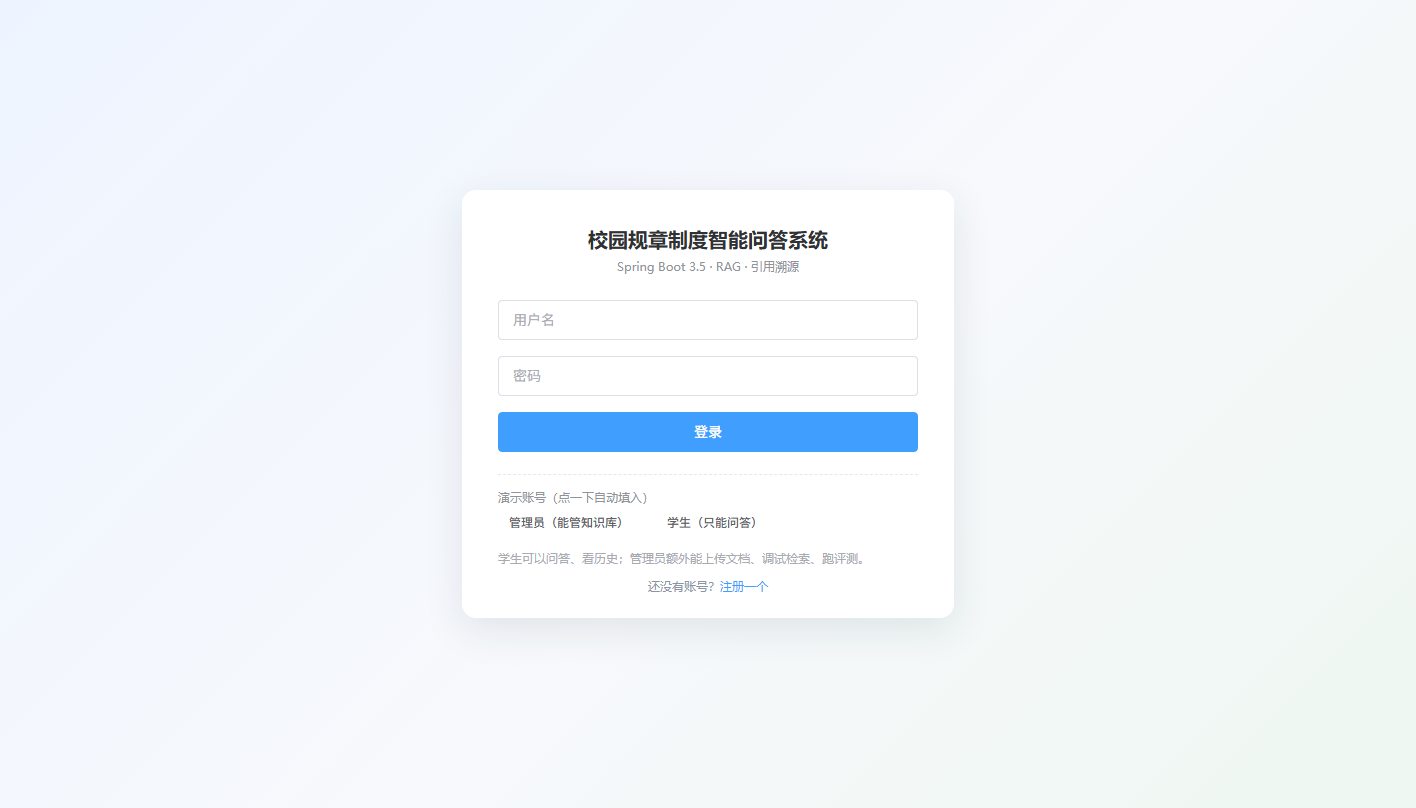 校园规章制度智能问答系统
Spring Boot 3.5 · RAG · 引用溯源
用户名
密码
登录
演示账号（点一下自动填入）
管理员（能管知识库） 学生（只能问答）
学生可以问答、看历史；管理员额外能上传文档、调试检索、跑评测。
还没有账号？注册一个